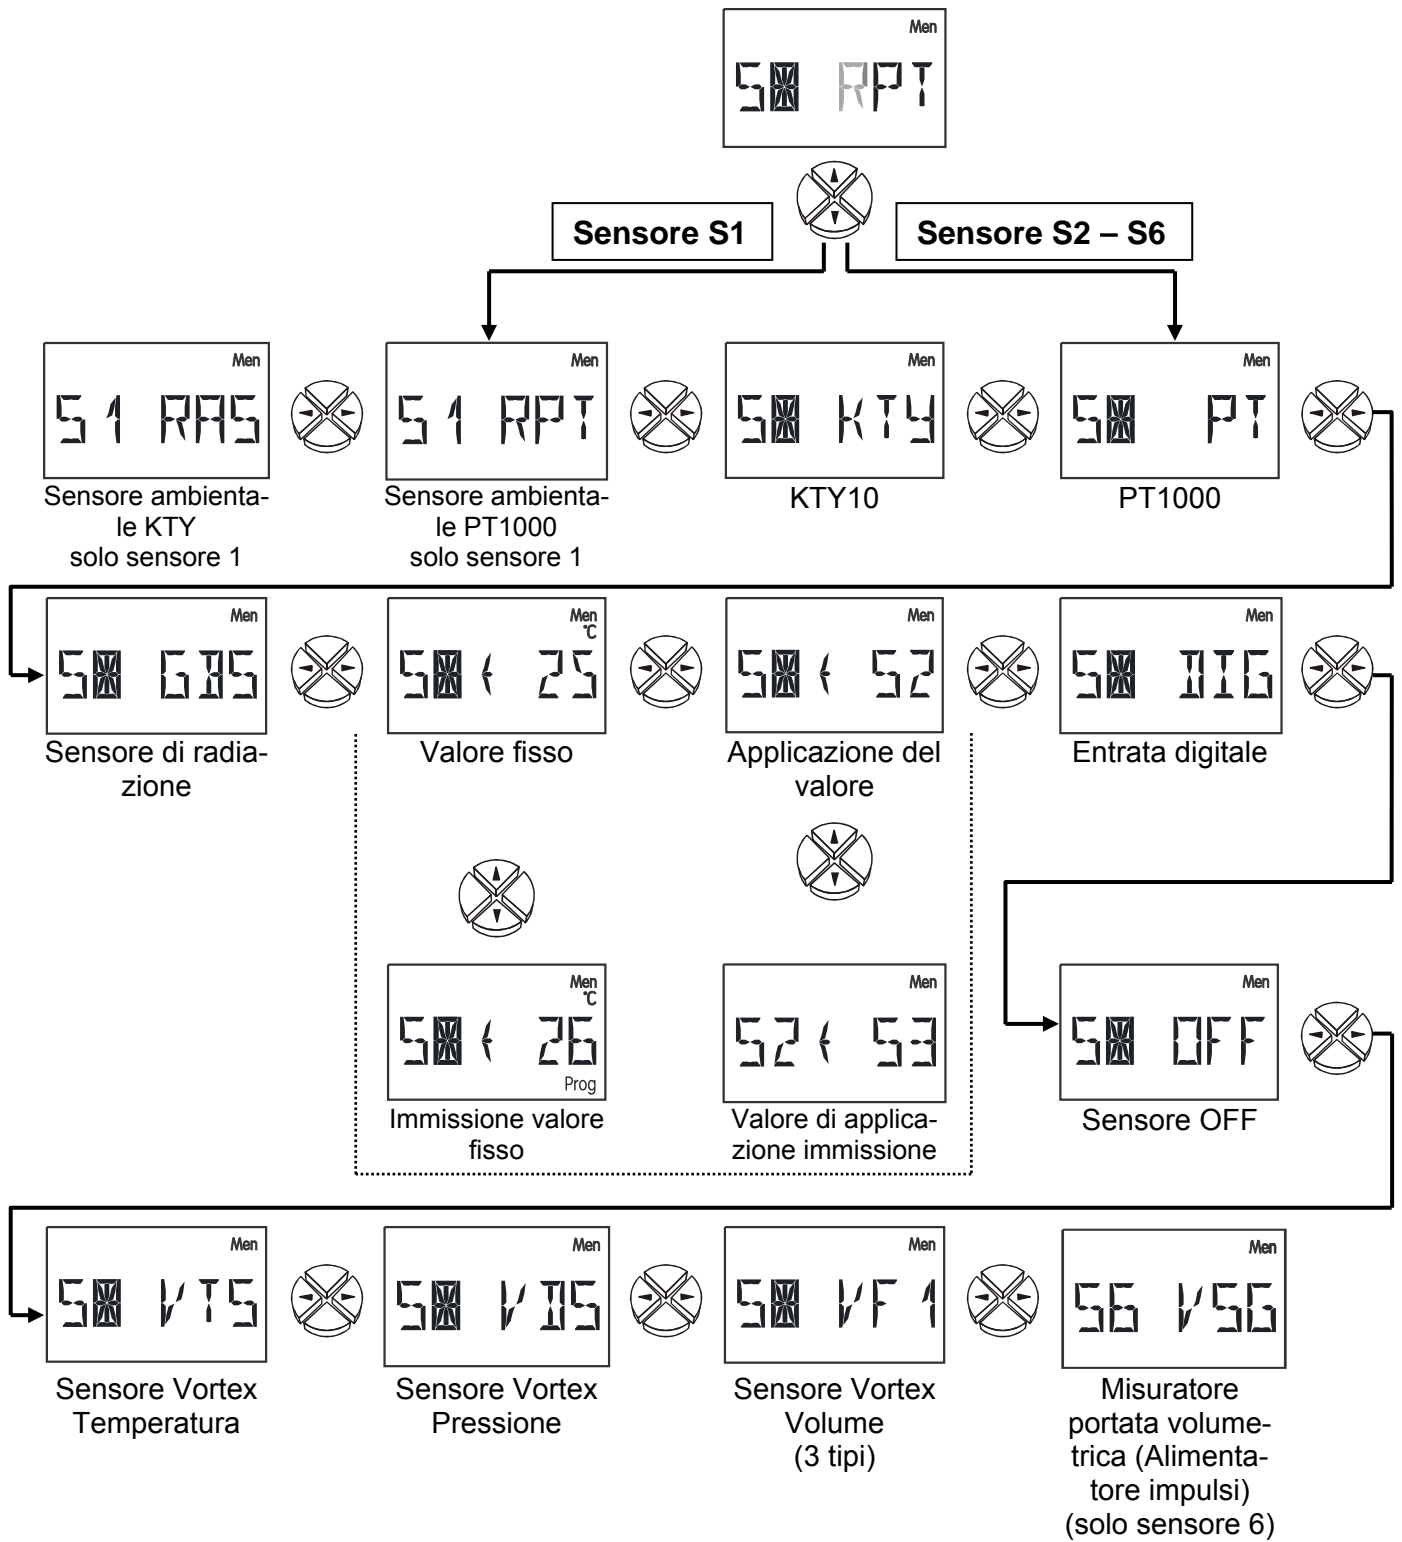 Men
S※ RPT
Sensore S1
Sensore S2 – S6
Men
S1 RAS
Sensore ambienta-
le KTY
solo sensore 1
Men
S1 RPT
Sensore ambienta-
le PT1000
solo sensore 1
Men
S※ KTY
KTY10
Men
S※ PT
PT1000
Men
S※ GBS
Sensore di radia-
zione
Men
°C
S※< 25
Valore fisso
Men
S※< S2
Applicazione del
valore
Men
S※ DIG
Entrata digitale
Men
°C
S※< 26
Prog
Immissione valore
fisso
Men
S2< S3
Valore di applica-
zione immissione
Men
S※ OFF
Sensore OFF
Men
S※ VTS
Sensore Vortex
Temperatura
Men
S※ VDS
Sensore Vortex
Pressione
Men
S※ VF1
Sensore Vortex
Volume
(3 tipi)
Men
S6 VSG
Misuratore
portata volume-
trica (Alimenta-
tore impulsi)
(solo sensore 6)